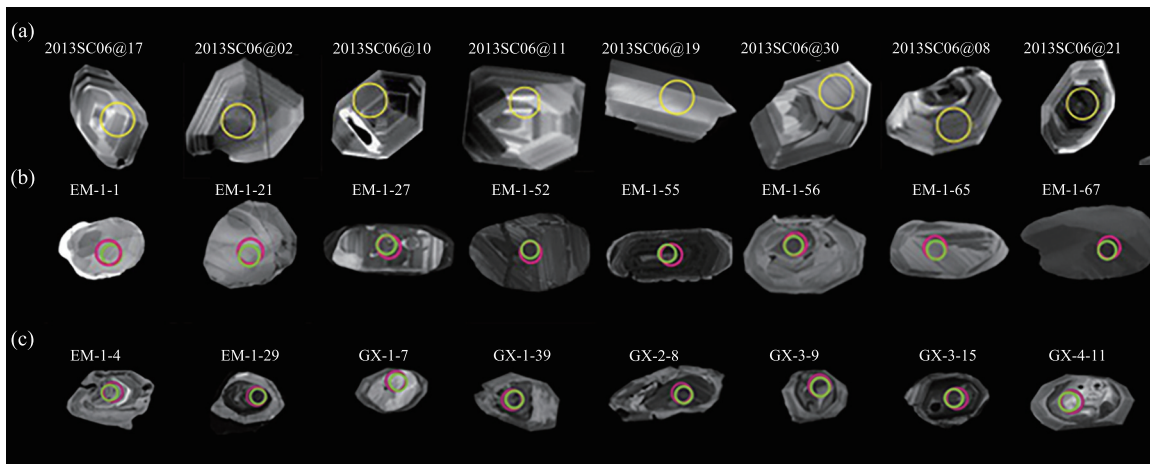 (a)
2013SC06@17 2013SC06@02 2013SC06@10 2013SC06@11 2013SC06@19 2013SC06@30 2013SC06@08 2013SC06@21
(b)
EM-1-1 EM-1-21 EM-1-27 EM-1-52 EM-1-55 EM-1-56 EM-1-65 EM-1-67
(c)
EM-1-4 EM-1-29 GX-1-7 GX-1-39 GX-2-8 GX-3-9 GX-3-15 GX-4-11